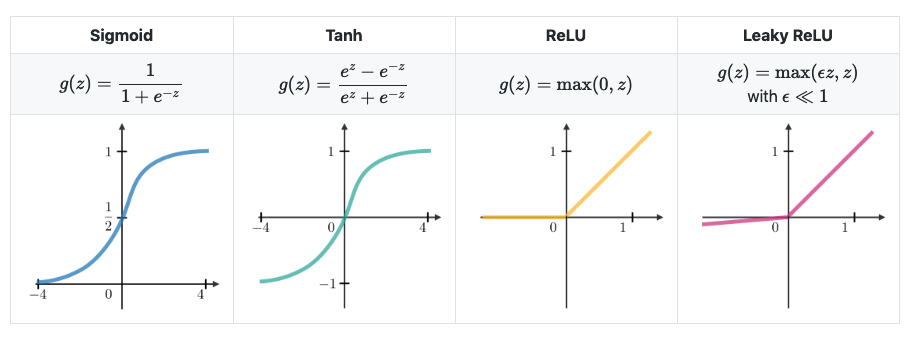 Sigmoid
Tanh
ReLU
Leaky ReLU
g(z) = 1 / (1 + e^{-z})
g(z) = (e^z − e^{-z}) / (e^z + e^{-z})
g(z) = max(0, z)
g(z) = max(ϵz, z)
with ϵ ≪ 1
1
1/2
−4
0
4
1
−4
0
4
−1
1
0
1
1
0
1